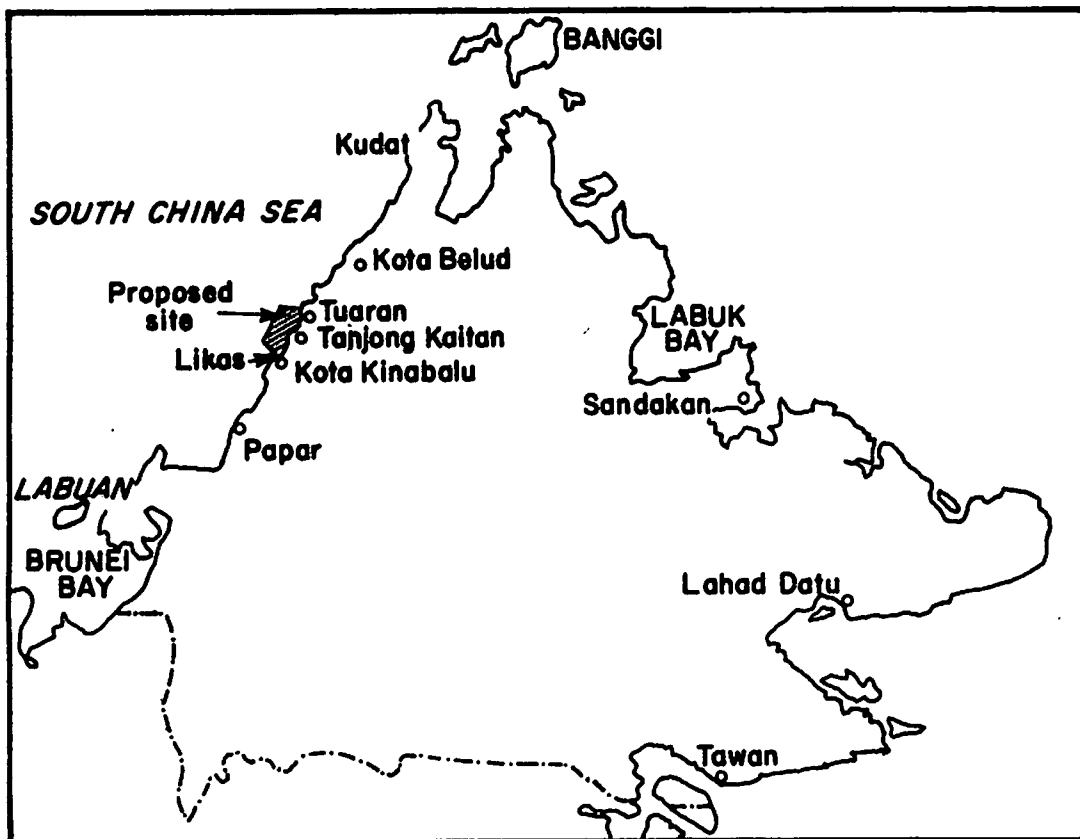 BANGGI
Kudat
SOUTH CHINA SEA
Kota Belud
Proposed
site
Tuaran
Tanjong Kaitan
Likas
Kota Kinabalu
LABUK
BAY
Sandakan
Papar
LABUAN
BRUNEI
BAY
Lahad Datu
Tawan